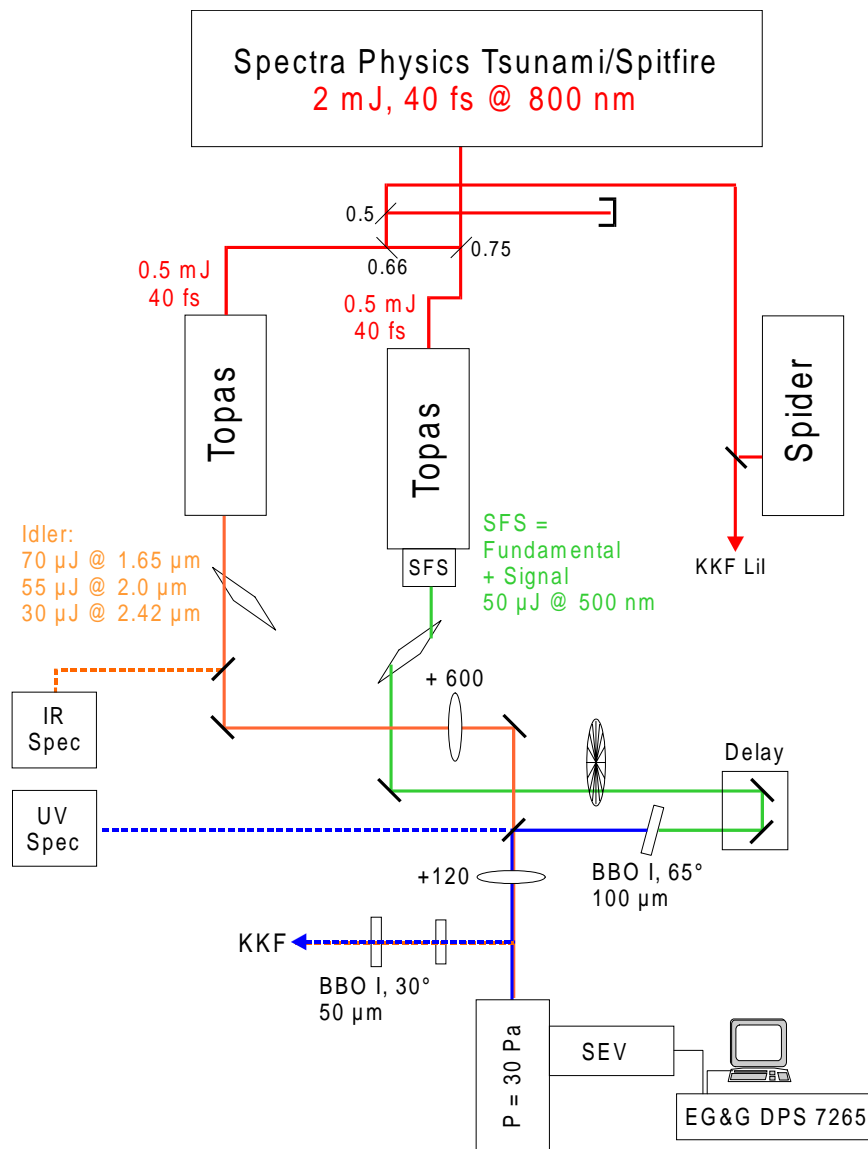 Spectra Physics Tsunami/Spitfire
2 mJ, 40 fs @ 800 nm
0.5
0.66
0.75
0.5 mJ
40 fs
0.5 mJ
40 fs
Topas
Topas
Spider
SFS
Idler:
70 µJ @ 1.65 µm
55 µJ @ 2.0 µm
30 µJ @ 2.42 µm
SFS =
Fundamental
+ Signal
50 µJ @ 500 nm
KKF Lil
IR
Spec
+ 600
Delay
UV
Spec
+120
BBO I, 65°
100 µm
KKF
BBO I, 30°
50 µm
P = 30 Pa
SEV
EG&G DPS 7265